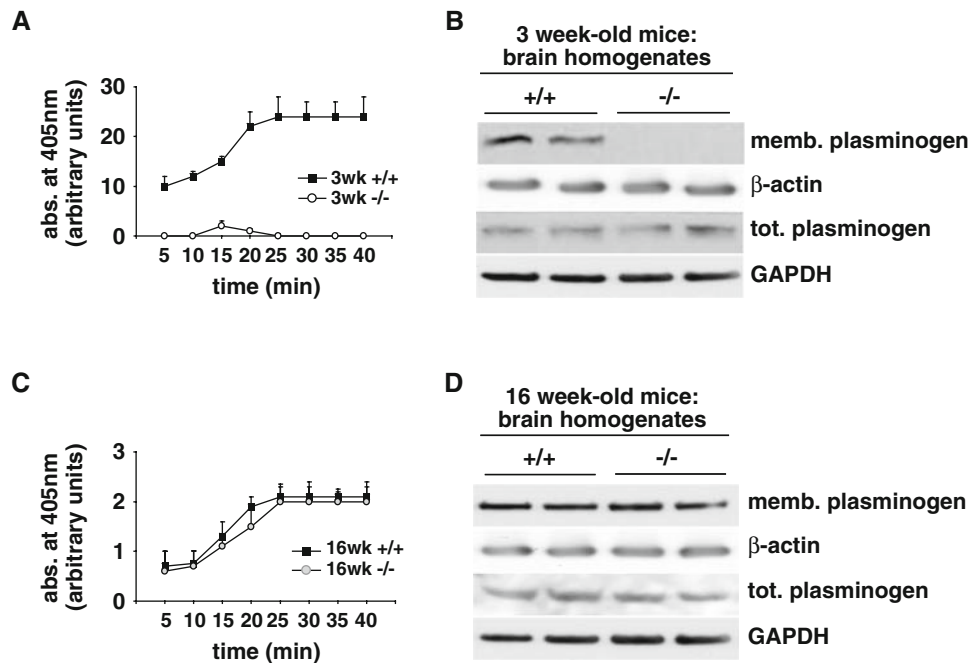 A
abs. at 405nm
(arbitrary units)
30
20
10
0
5 10 15 20 25 30 35 40
time (min)
3wk +/+
3wk -/-
B
3 week-old mice:
brain homogenates
+/+ -/-
memb. plasminogen
β-actin
tot. plasminogen
GAPDH
C
abs. at 405nm
(arbitrary units)
3
2
1
0
5 10 15 20 25 30 35 40
time (min)
16wk +/+
16wk -/-
D
16 week-old mice:
brain homogenates
+/+ -/-
memb. plasminogen
β-actin
tot. plasminogen
GAPDH